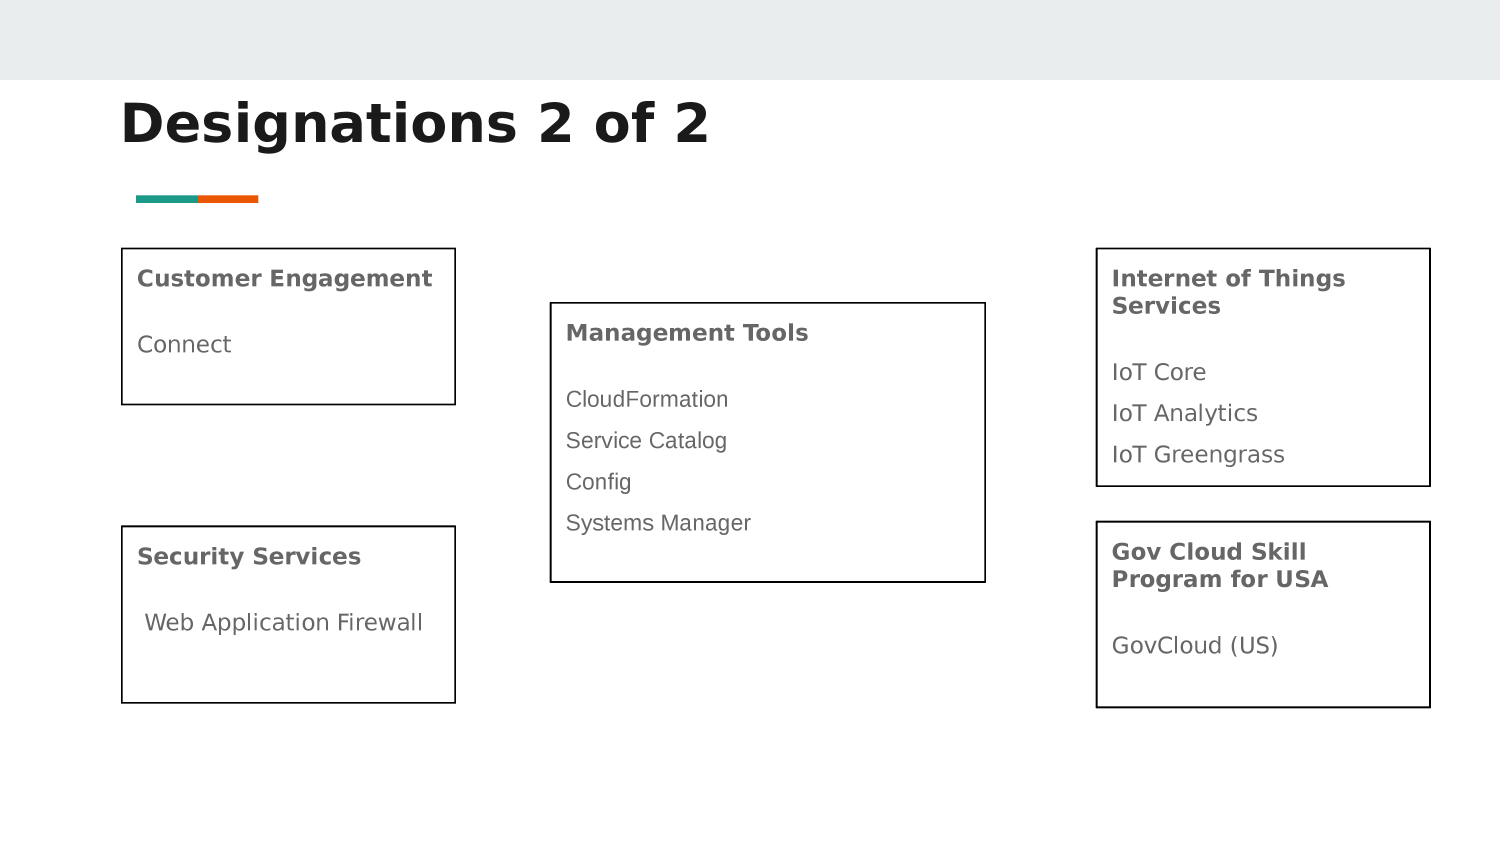 Designations 2 of 2
Customer Engagement
Connect
Security Services
Web Application Firewall
Management Tools
CloudFormation
Service Catalog
Config
Systems Manager
Internet of Things
Services
IoT Core
IoT Analytics
IoT Greengrass
Gov Cloud Skill
Program for USA
GovCloud (US)